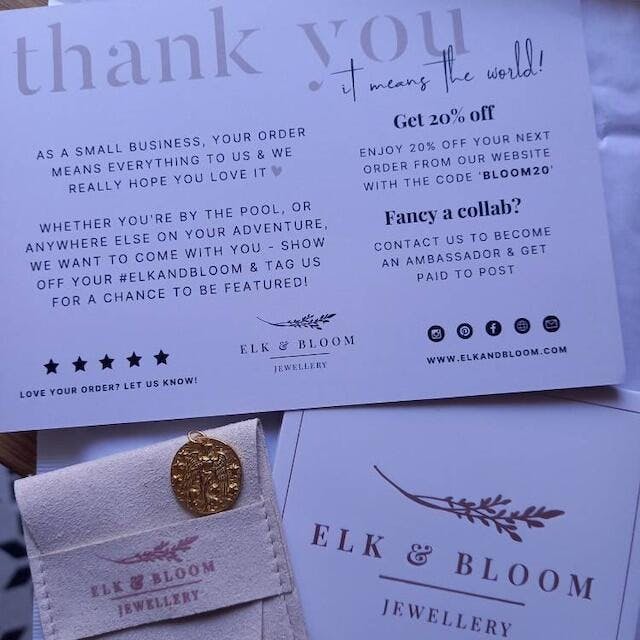 thank you
it means the world!
AS A SMALL BUSINESS, YOUR ORDER
MEANS EVERYTHING TO US & WE
REALLY HOPE YOU LOVE IT
WHETHER YOU'RE BY THE POOL, OR
ANYWHERE ELSE ON YOUR ADVENTURE,
WE WANT TO COME WITH YOU - SHOW
OFF YOUR #ELKANDBLOOM & TAG US
FOR A CHANCE TO BE FEATURED!
Get 20% off
ENJOY 20% OFF YOUR NEXT
ORDER FROM OUR WEBSITE
WITH THE CODE 'BLOOM20'
Fancy a collab?
CONTACT US TO BECOME
AN AMBASSADOR & GET
PAID TO POST
LOVE YOUR ORDER? LET US KNOW!
ELK & BLOOM
JEWELLERY
WWW.ELKANDBLOOM.COM
ELK & BLOOM
JEWELLERY
ELK & BLOOM
JEWELLERY